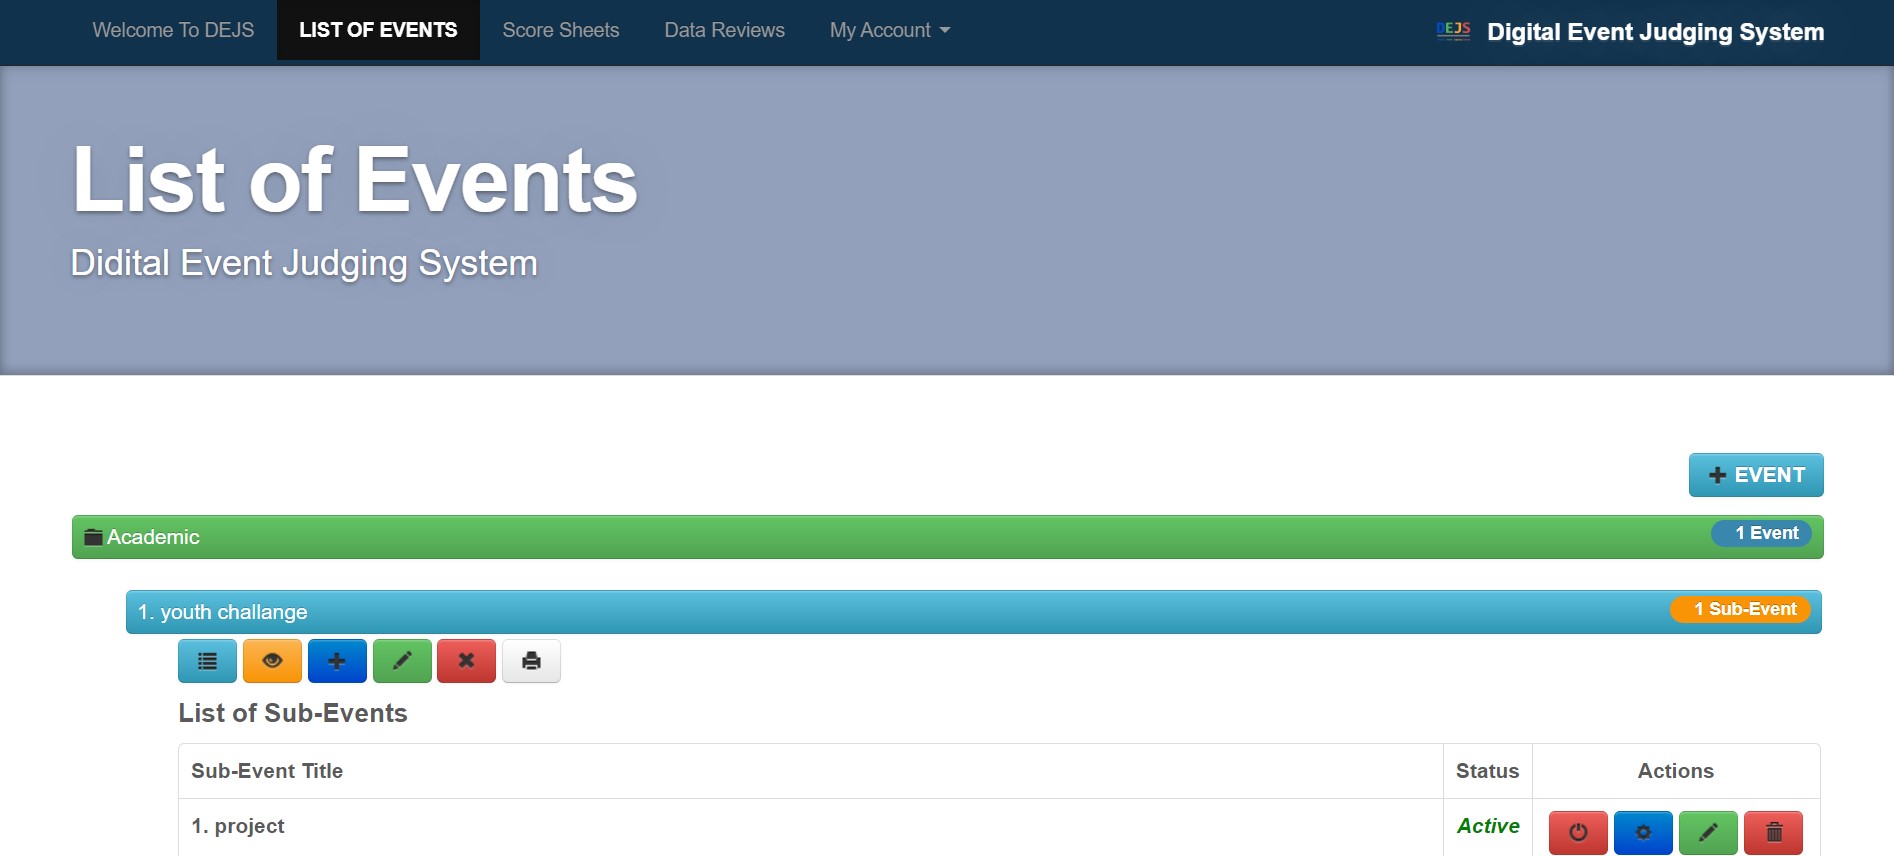 Welcome To DEJS LIST OF EVENTS Score Sheets Data Reviews My Account DEJS Digital Event Judging System
List of Events
Didital Event Judging System
EVENT
Academic 1 Event
1. youth challange 1 Sub-Event
List of Sub-Events
Sub-Event Title Status Actions
1. project Active